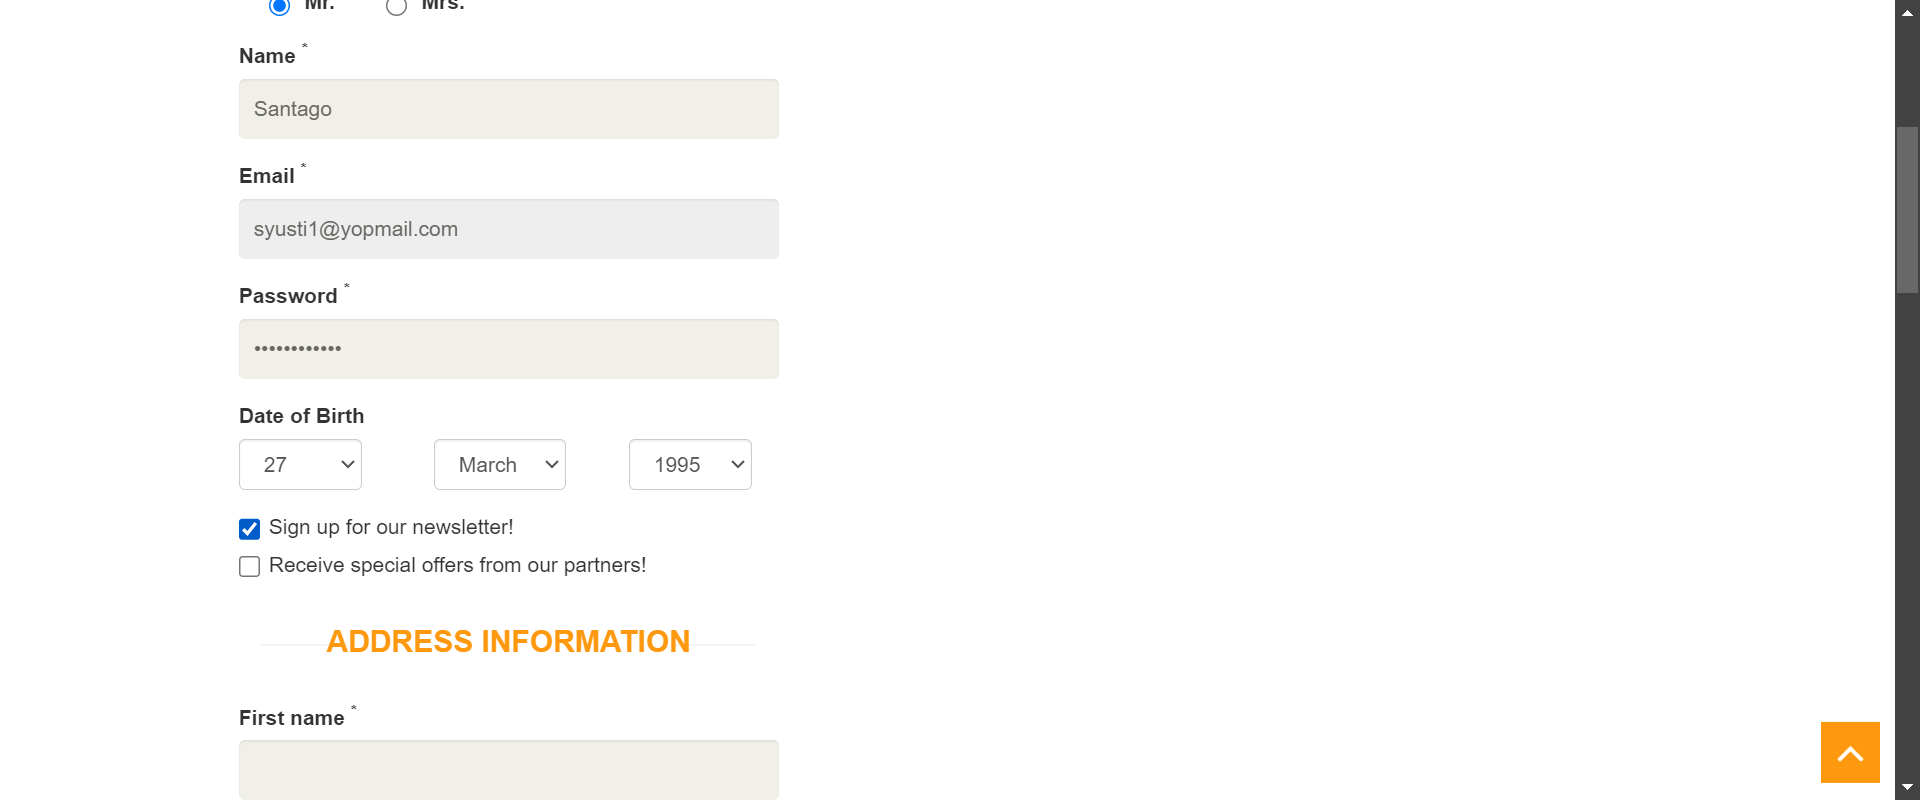 Mr. Mrs.
Name *
Santago
Email *
syusti1@yopmail.com
Password *
••••••••••••
Date of Birth
27 March 1995
Sign up for our newsletter!
Receive special offers from our partners!
ADDRESS INFORMATION
First name *